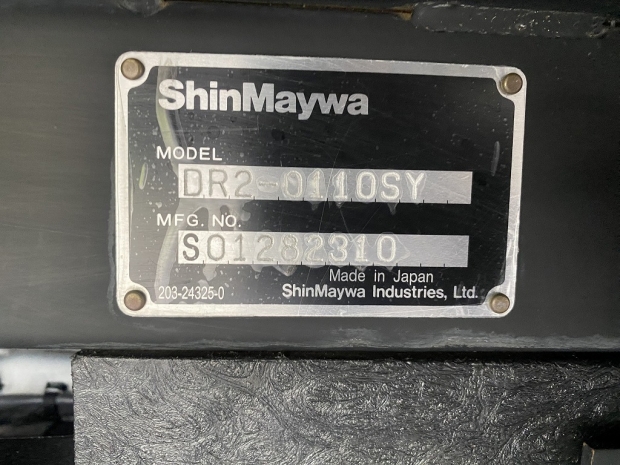 ShinMaywa
MODEL
DR2-0110SY
MFG. NO.
S01282310
Made in Japan
203-24325-0 ShinMaywa Industries, Ltd.